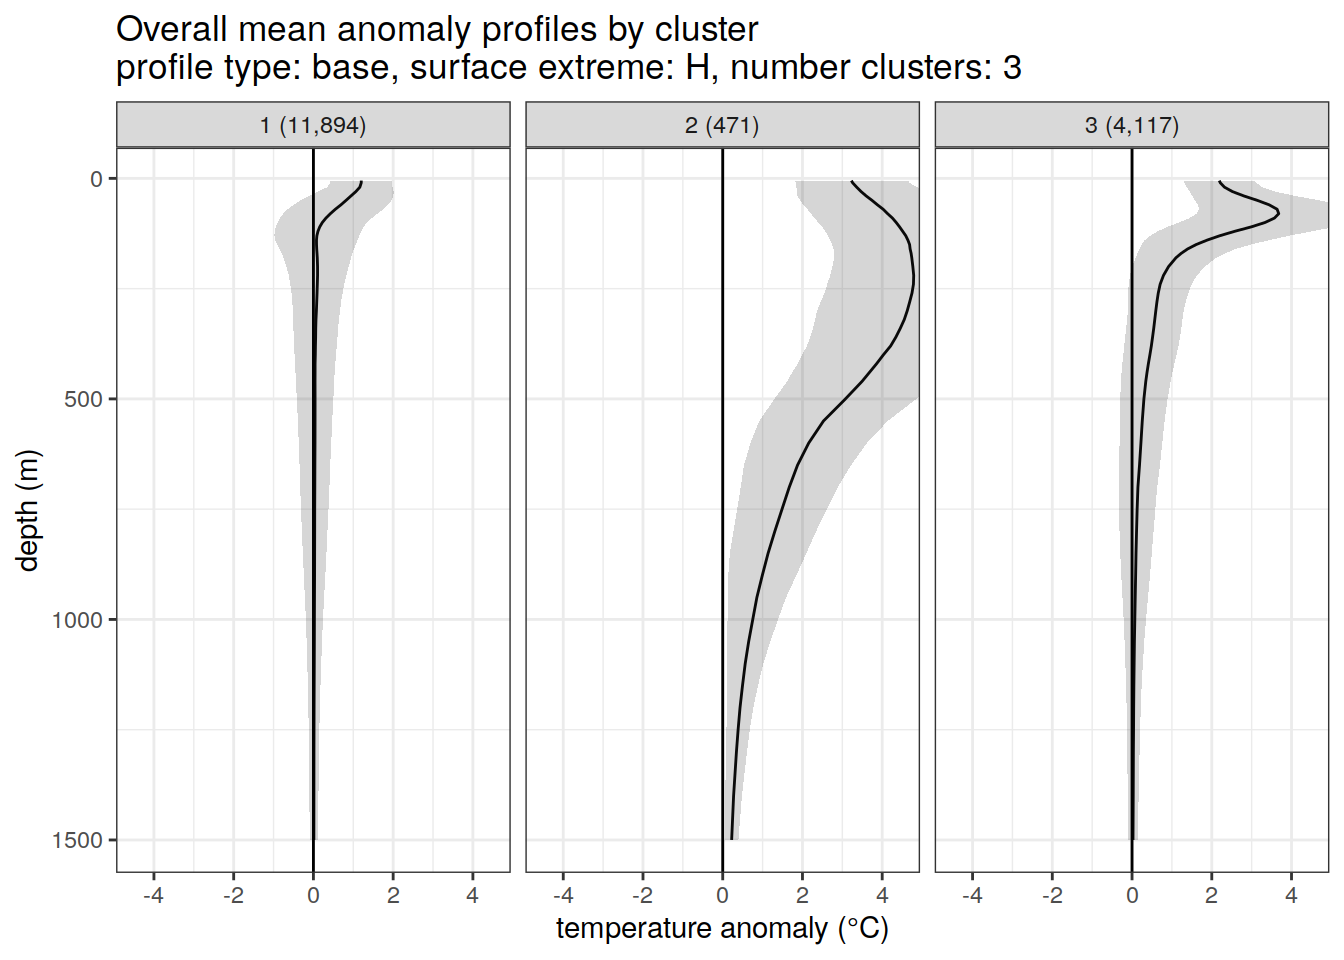 Overall mean anomaly profiles by cluster
profile type: base, surface extreme: H, number clusters: 3
1 (11,894)
2 (471)
3 (4,117)
0
500
1000
1500
depth (m)
-4 -2 0 2 4
-4 -2 0 2 4
-4 -2 0 2 4
temperature anomaly (°C)